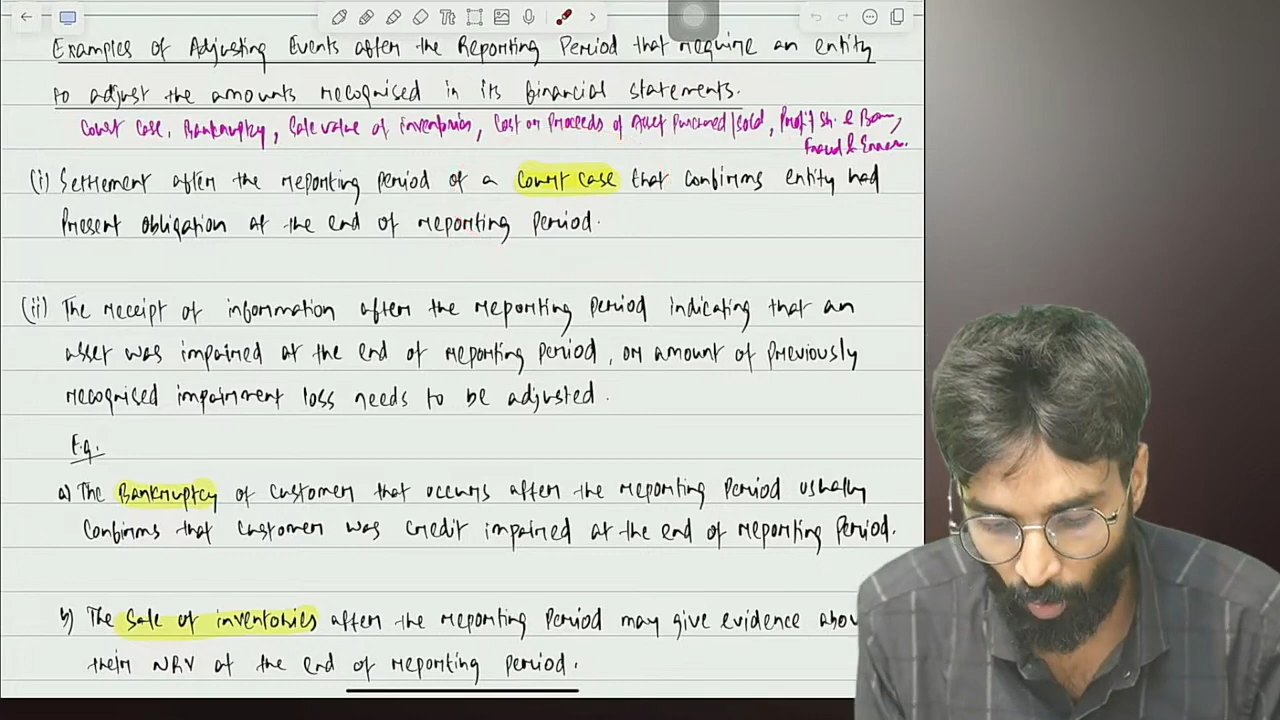 Examples of Adjusting Events after the Reporting Period that require an entity
to adjust the amounts recognised in its financial statements.
Court Case, Bankruptcy, Sale value of inventories, Cost or Proceeds of Asset Purchased/Sold, Profit Sh. & Bonus,
Fraud & Error.
(i) Settlement after the reporting period of a Court case that confirms entity had
Present obligation at the end of reporting period.
(ii) The receipt of information after the reporting period indicating that an
asset was impaired at the end of reporting period, or amount of previously
recognised impairment loss needs to be adjusted.
E.g.
a) The Bankruptcy of customer that occurs after the reporting period usually
confirms that customer was credit impaired at the end of reporting period.
b) The Sale of inventories after the reporting period may give evidence
their NRV at the end of reporting period.